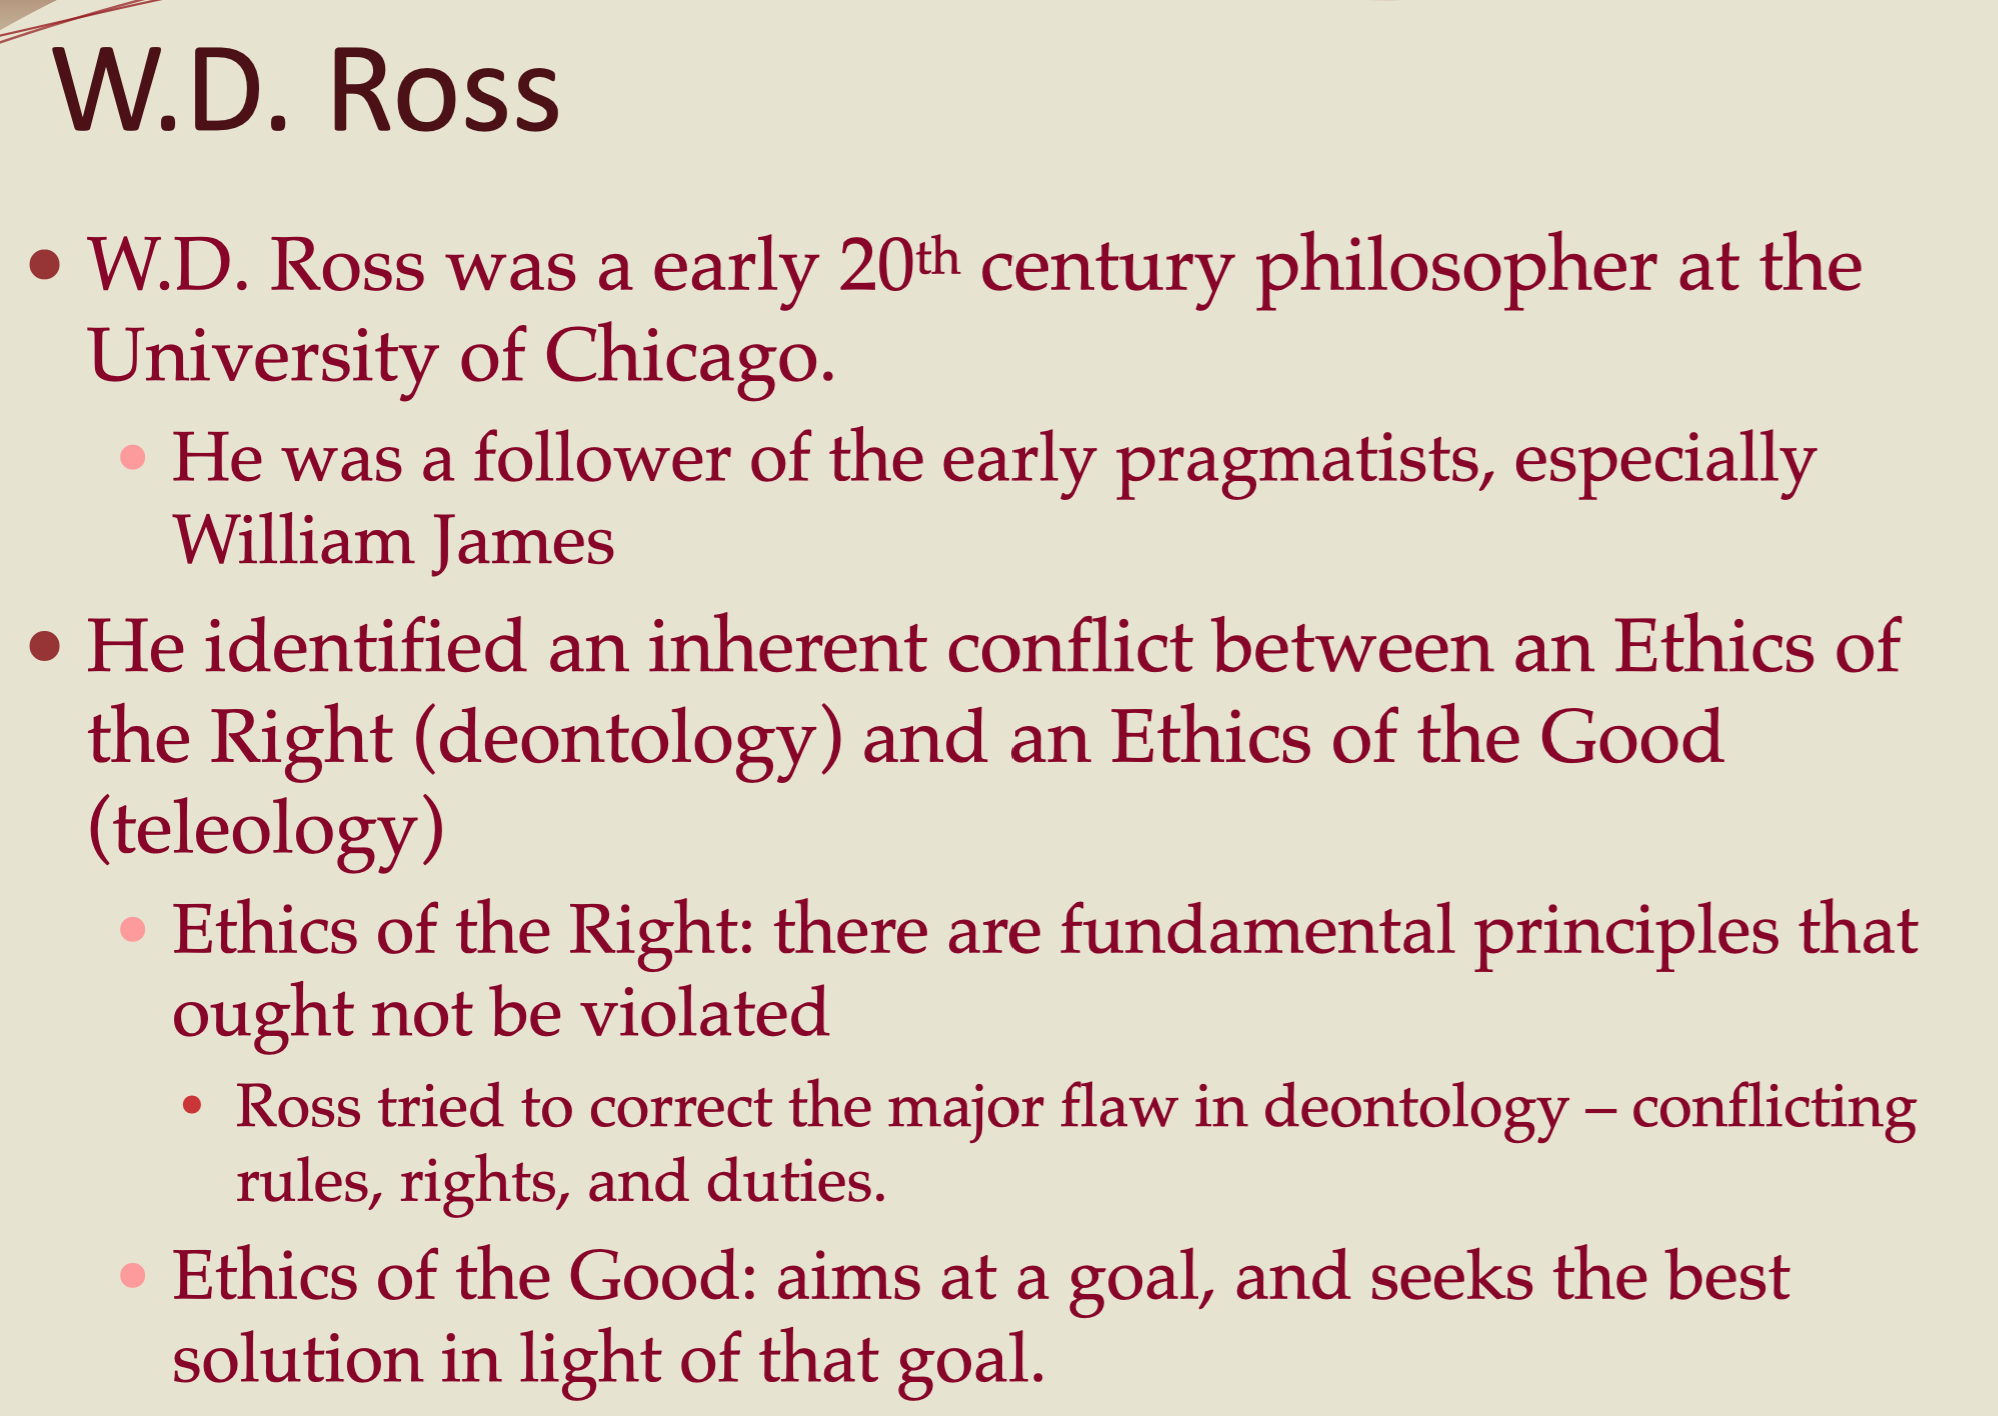 W.D. Ross
• W.D. Ross was a early 20th century philosopher at the
University of Chicago.
• He was a follower of the early pragmatists, especially
William James
• He identified an inherent conflict between an Ethics of
the Right (deontology) and an Ethics of the Good
(teleology)
• Ethics of the Right: there are fundamental principles that
ought not be violated
• Ross tried to correct the major flaw in deontology – conflicting
rules, rights, and duties.
• Ethics of the Good: aims at a goal, and seeks the best
solution in light of that goal.